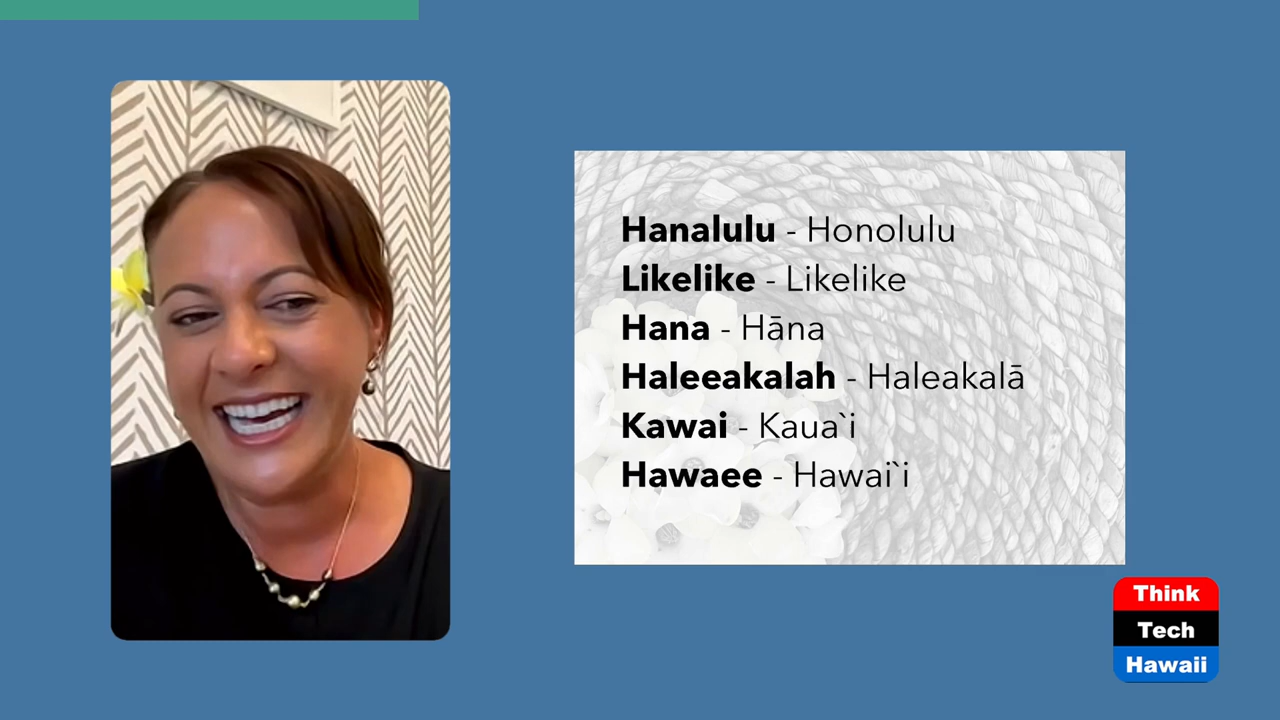 Hanalulu - Honolulu
Likelike - Likelike
Hana - Hāna
Haleeakalah - Haleakalā
Kawai - Kaua`i
Hawaee - Hawai`i
Think
Tech
Hawaii